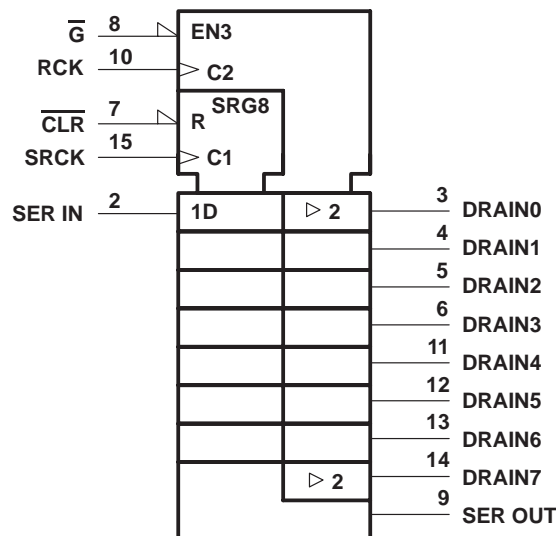 G 8 EN3
RCK 10 C2
SRG8
CLR 7 R
SRCK 15 C1
SER IN 2 1D 2 3 DRAIN0
4 DRAIN1
5 DRAIN2
6 DRAIN3
11 DRAIN4
12 DRAIN5
13 DRAIN6
2 14 DRAIN7
9 SER OUT